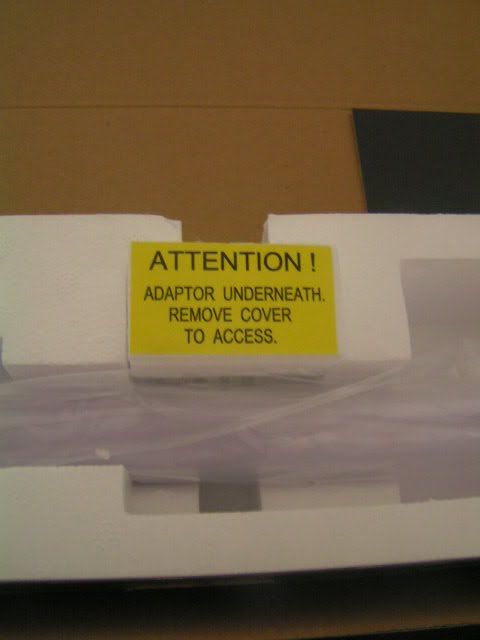 ATTENTION !
ADAPTOR UNDERNEATH.
REMOVE COVER
TO ACCESS.